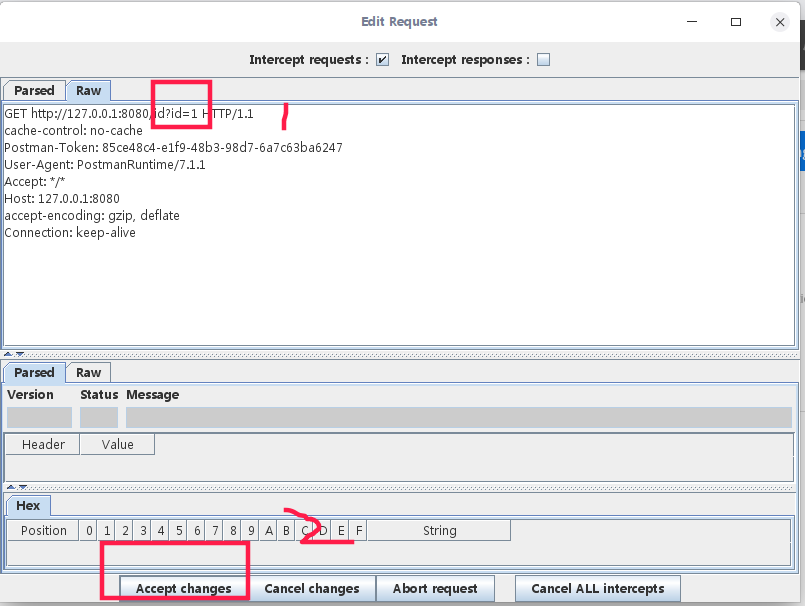 Edit Request
Intercept requests : Intercept responses :
Parsed Raw
GET http://127.0.0.1:8080/id?id=1 HTTP/1.1
1
cache-control: no-cache
Postman-Token: 85ce48c4-e1f9-48b3-98d7-6a7c63ba6247
User-Agent: PostmanRuntime/7.1.1
Accept: */*
Host: 127.0.0.1:8080
accept-encoding: gzip, deflate
Connection: keep-alive
Parsed Raw
Version Status Message
Header Value
Hex
Position 0 1 2 3 4 5 6 7 8 9 A B C D E F String
2
Accept changes Cancel changes Abort request Cancel ALL intercepts